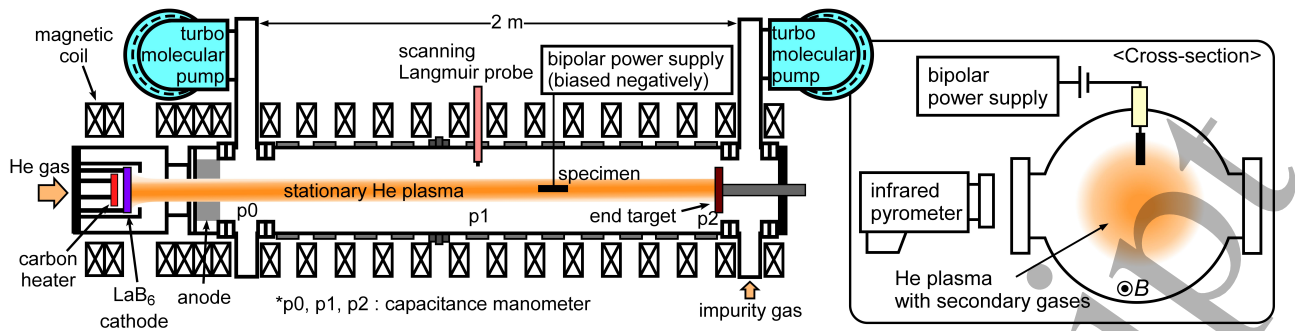 magnetic
coil
turbo
molecular
pump
2 m
scanning
Langmuir probe
bipolar power supply
(biased negatively)
turbo
molecular
pump
He gas
stationary He plasma
specimen
p0
p1
end target
p2
carbon
heater
LaB6
cathode
anode
*p0, p1, p2 : capacitance manometer
impurity gas
<Cross-section>
bipolar
power supply
infrared
pyrometer
He plasma
with secondary gases
B